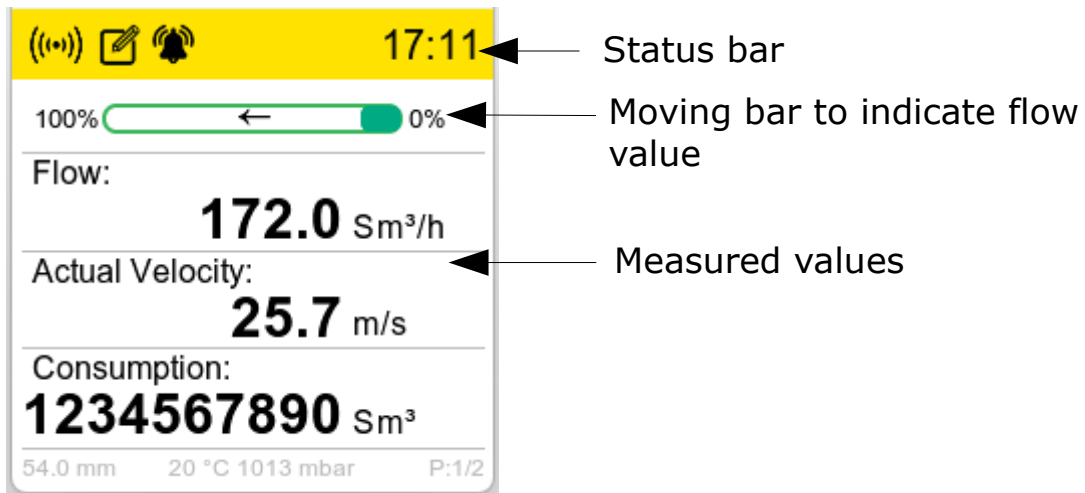 17:11
Status bar
100% ← 0%
Moving bar to indicate flow
value
Flow:
172.0 Sm³/h
Actual Velocity:
Measured values
25.7 m/s
Consumption:
1234567890 Sm³
54.0 mm 20 °C 1013 mbar P:1/2